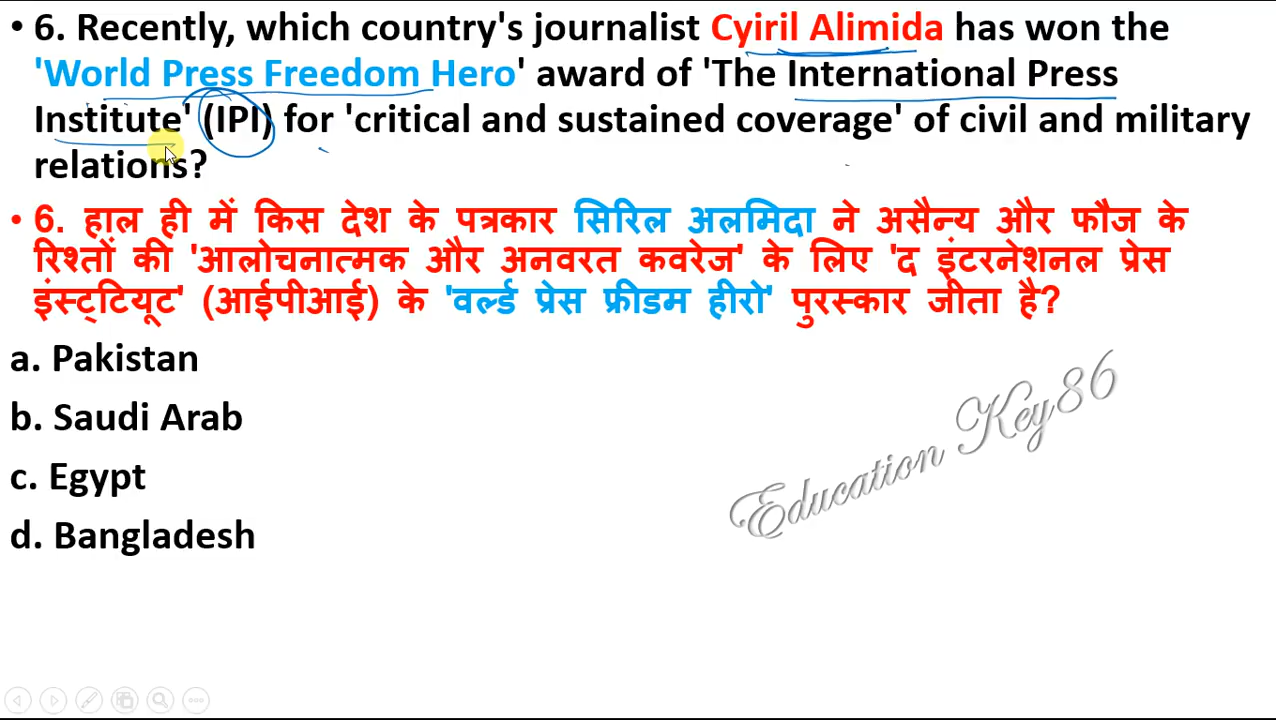 • 6. Recently, which country's journalist Cyiril Alimida has won the
'World Press Freedom Hero' award of 'The International Press
Institute' (IPI) for 'critical and sustained coverage' of civil and military
relations?
• 6. हाल ही में किस देश के पत्रकार सिरिल अलमिदा ने असैन्य और फौज के
रिश्तों की 'आलोचनात्मक और अनवरत कवरेज' के लिए 'द इंटरनेशनल प्रेस
इंस्ट्टियूट' (आईपीआई) के 'वर्ल्ड प्रेस फ्रीडम हीरो' पुरस्कार जीता है?
a. Pakistan
b. Saudi Arab
c. Egypt
d. Bangladesh
Education Key86